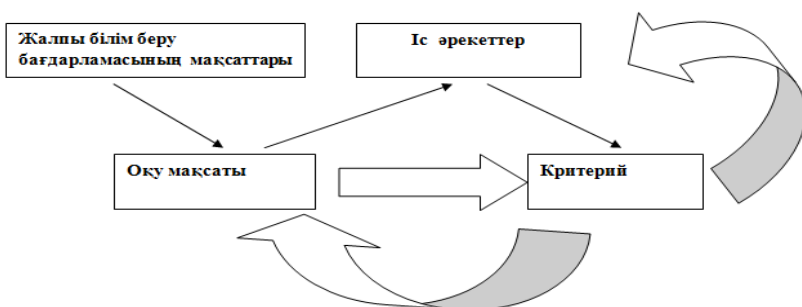 Жалпы білім беру
бағдарламасының мақсаттары
Іс әрекеттер
Оқу мақсаты
Критерий